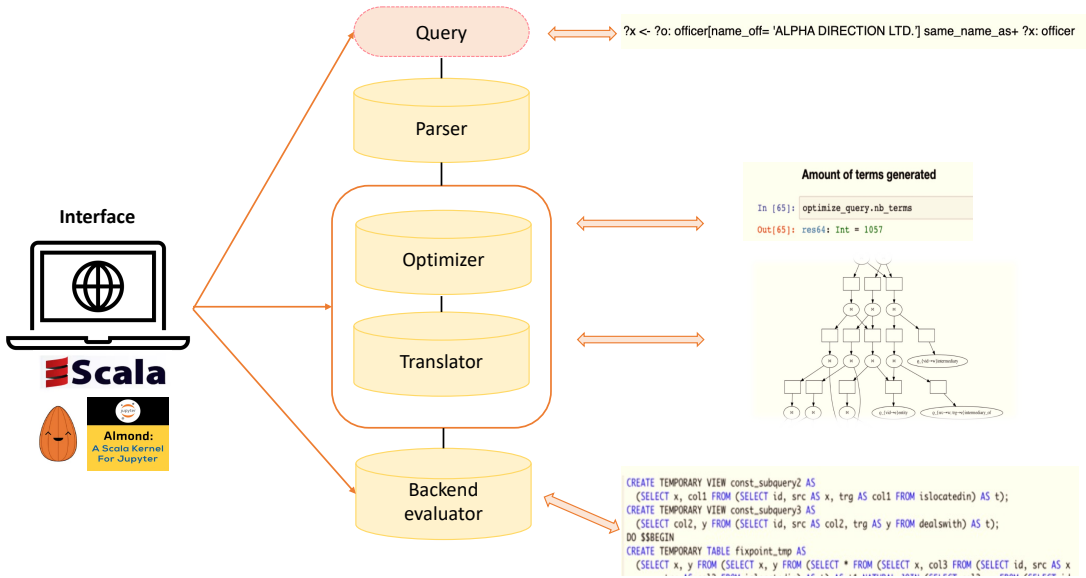 Query
?x <- ?o: officer[name_off= 'ALPHA DIRECTION LTD.'] same_name_as+ ?x: officer
Parser
Amount of terms generated
In [65]: optimize_query.nb_terms
Out[65]: res64: Int = 1057
Interface
Optimizer
Translator
Scala
jupyter
Almond:
A Scala Kernel
For Jupyter
Backend
evaluator
CREATE TEMPORARY VIEW const_subquery2 AS
(SELECT x, col1 FROM (SELECT id, src AS x, trg AS col1 FROM islocatedin) AS t);
CREATE TEMPORARY VIEW const_subquery3 AS
(SELECT col2, y FROM (SELECT id, src AS col2, trg AS y FROM dealswith) AS t);
DO $$BEGIN
CREATE TEMPORARY TABLE fixpoint_tmp AS
(SELECT x, y FROM (SELECT x, y FROM (SELECT * FROM (SELECT x, col3 FROM (SELECT id, src AS x